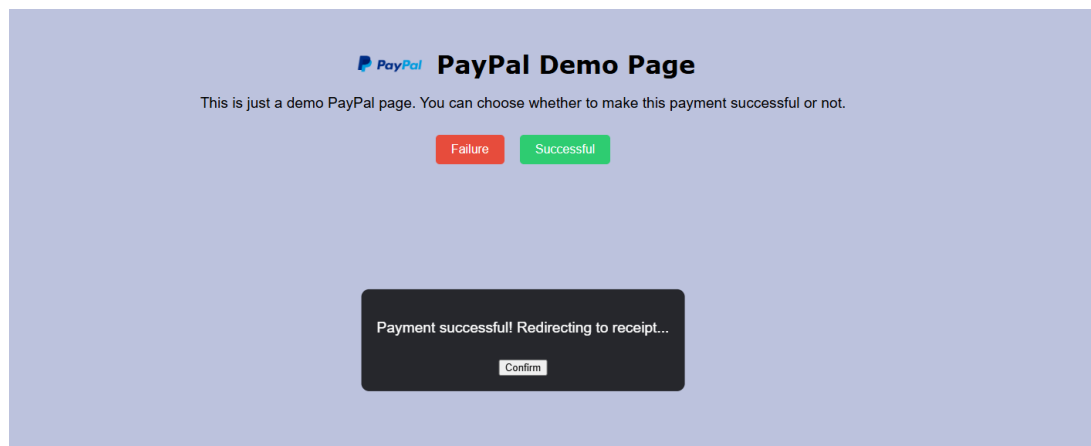 PayPal PayPal Demo Page
This is just a demo PayPal page. You can choose whether to make this payment successful or not.
Failure Successful
Payment successful! Redirecting to receipt...
Confirm